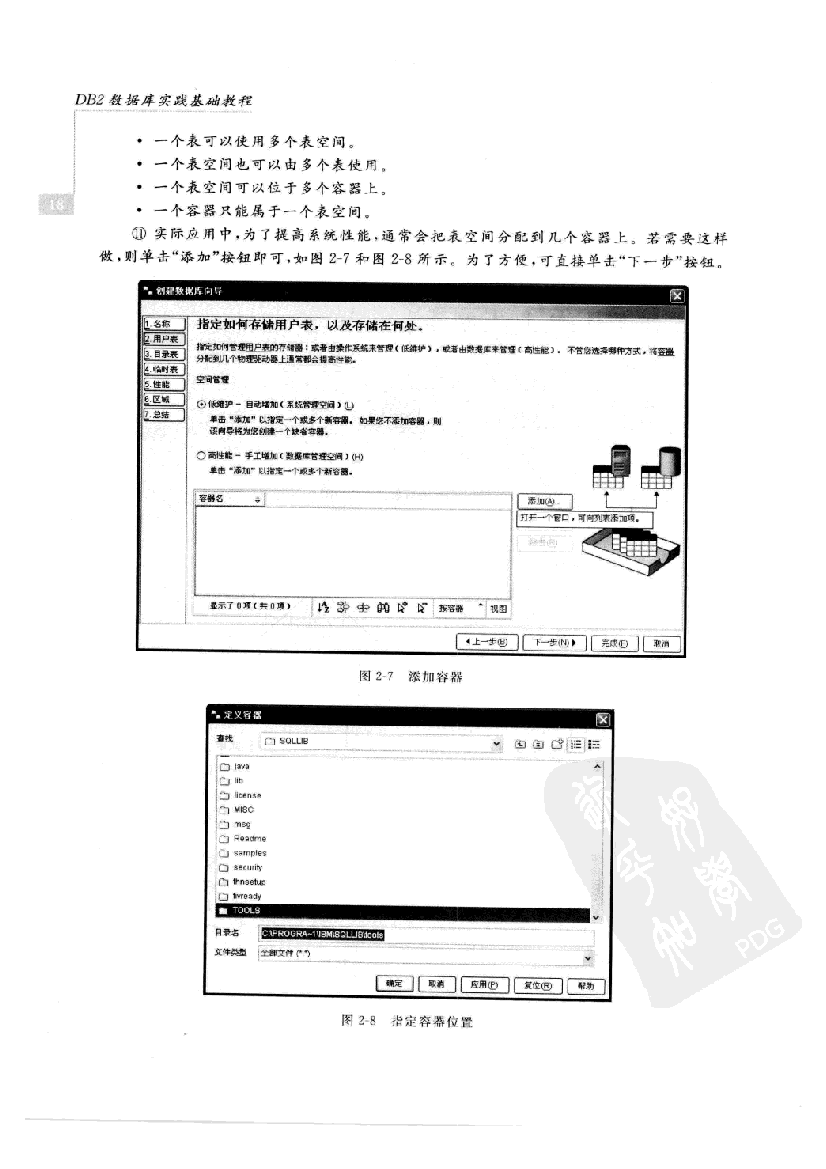 DB2 数据库实践基础教程
• 一个表可以使用多个表空间。
• 一个表空间也可以由多个表使用。
• 一个表空间可以位于多个容器上。
18
• 一个容器只能属于一个表空间。
⑪ 实际应用中,为了提高系统性能,通常会把表空间分配到几个容器上。若需要这样
做,则单击“添加”按钮即可,如图 2-7 和图 2-8 所示。为了方便,可直接单击“下一步”按钮。
创建数据库向导
1.名称
2.用户表
3.目录表
4.临时表
5.性能
6.区域
7.总结
指定如何存储用户表，以及存储在何处。
指定如何管理用户表的存储器：或者由操作系统来管理（低维护），或者由数据库来管理（高性能）。不管您选择哪种方式，将容器
分配到几个物理驱动器上通常都会提高性能。
空间管理
低维护 - 自动增加（系统管理空间）(L)
单击“添加”以指定一个或多个新容器。如果您不添加容器，则
该向导将为您创建一个缺省容器。
高性能 - 手工增加（数据库管理空间）(H)
单击“添加”以指定一个或多个新容器。
容器名
添加(A)...
打开一个窗口，可向列表添加项。
显示了 0 项（共 0 项）
按容器
视图
上一步(B)
下一步(N)
完成(F)
取消
图 2-7 添加容器
定义容器
查找
SQLLIB
java
lib
license
MISC
msg
Readme
samples
security
thnsetup
tivready
TOOLS
目录名
C:\PROGRA~1\IBM\SQLLIB\tools
文件类型
全部文件 (*.*)
确定
取消
应用(P)
复位(R)
帮助
图 2-8 指定容器位置
PDG